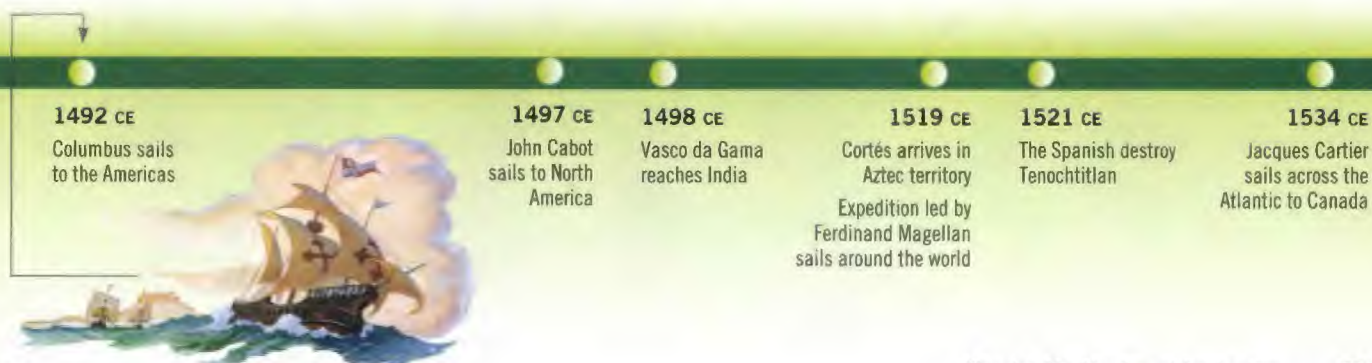 1492 CE
Columbus sails
to the Americas
1497 CE
John Cabot
sails to North
America
1498 CE
Vasco da Gama
reaches India
1519 CE
Cortés arrives in
Aztec territory
Expedition led by
Ferdinand Magellan
sails around the world
1521 CE
The Spanish destroy
Tenochtitlan
1534 CE
Jacques Cartier
sails across the
Atlantic to Canada